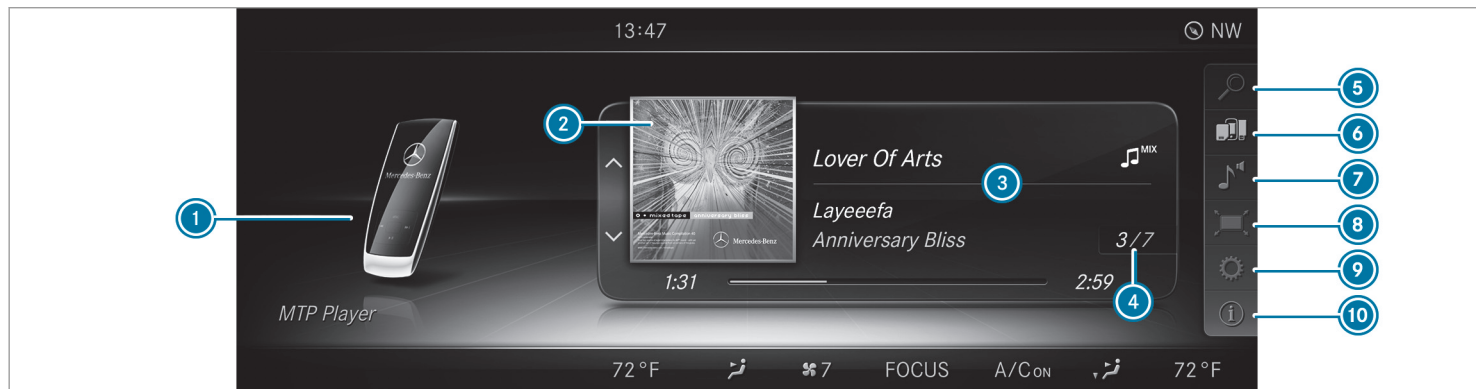 13:47
NW
5
2
6
Mercedes-Benz
Lover Of Arts
MIX
3
7
1
mixed tape anniversary bliss
Layeeefa
8
Mercedes-Benz
Anniversary Bliss
3/7
9
1:31
2:59
4
10
MTP Player
72°F
7
FOCUS
A/C ON
72°F